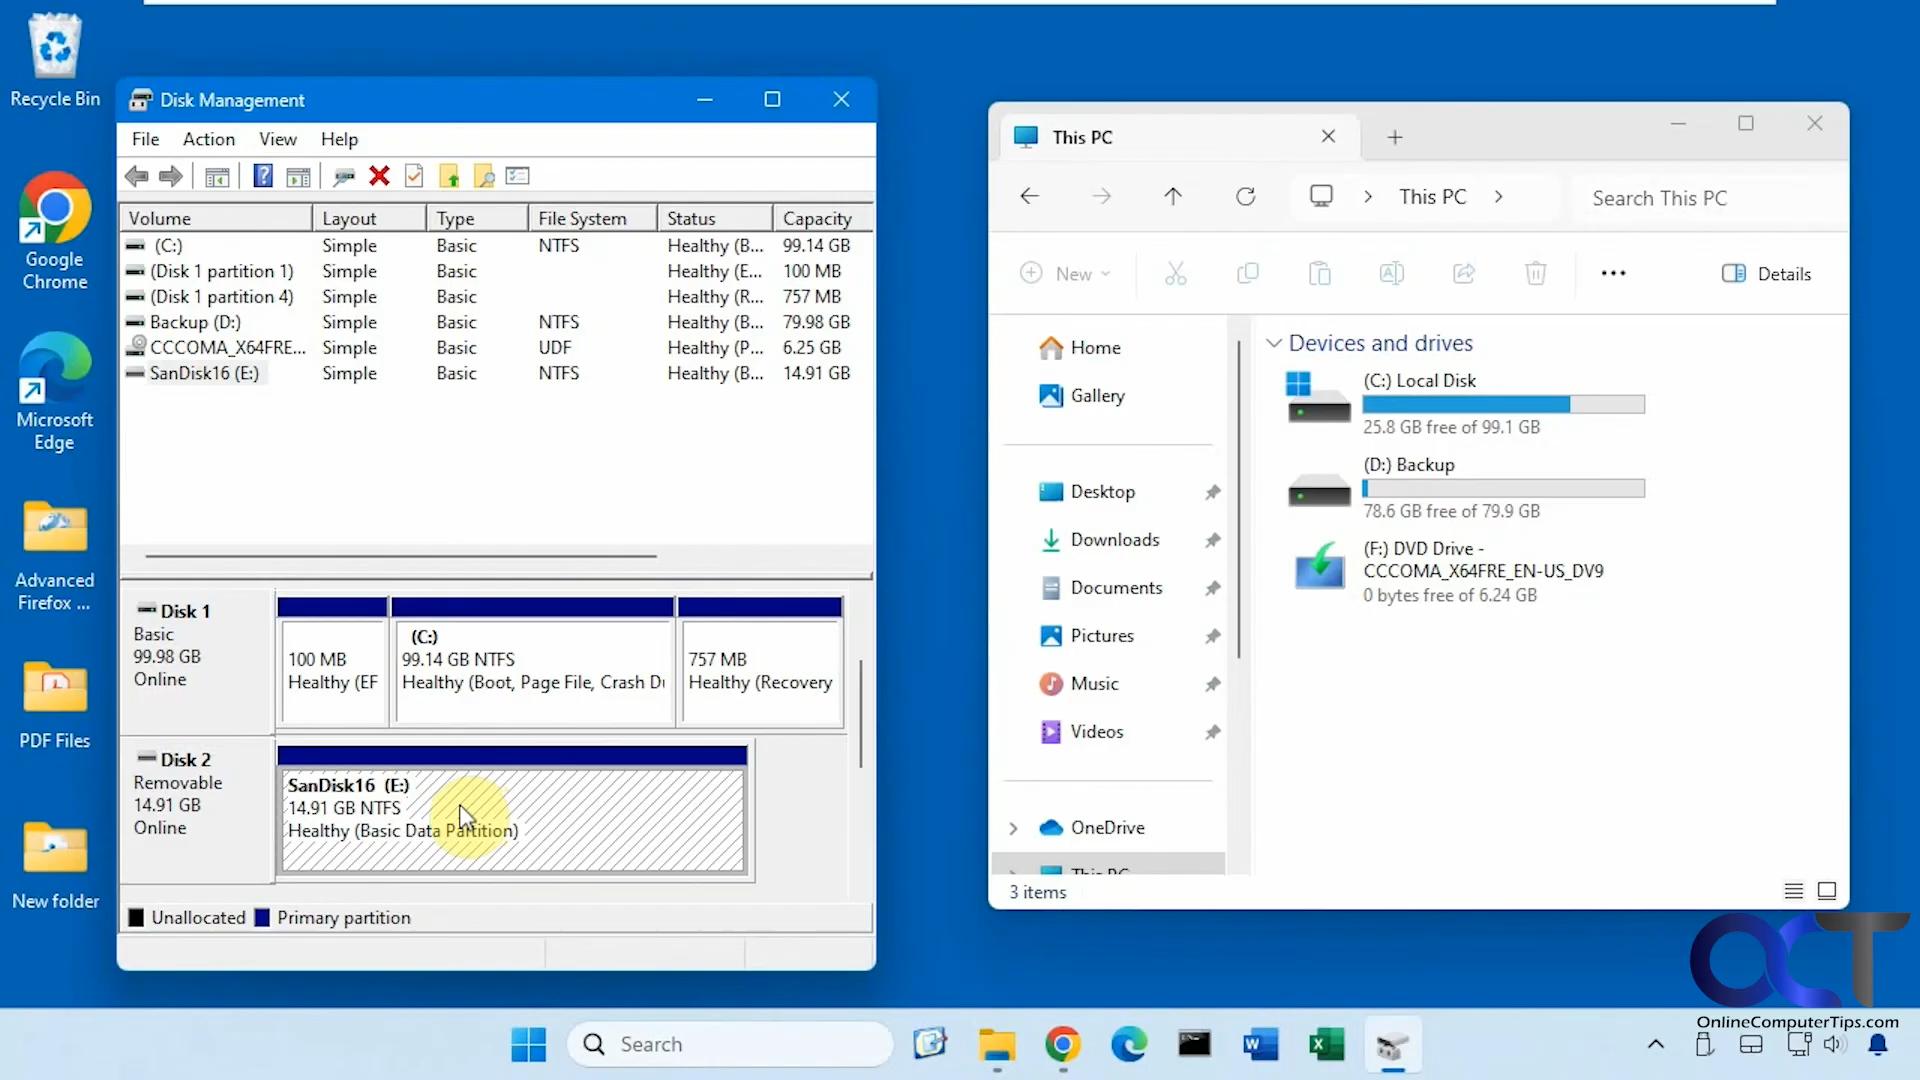 Recycle Bin
Google
Chrome
Microsoft
Edge
Advanced
Firefox ...
PDF Files
New folder
Disk Management
File Action View Help
Volume Layout Type File System Status Capacity
(C:) Simple Basic NTFS Healthy (B... 99.14 GB
(Disk 1 partition 1) Simple Basic Healthy (E... 100 MB
(Disk 1 partition 4) Simple Basic Healthy (R... 757 MB
Backup (D:) Simple Basic NTFS Healthy (B... 79.98 GB
CCCOMA_X64FRE... Simple Basic UDF Healthy (P... 6.25 GB
SanDisk16 (E:) Simple Basic NTFS Healthy (B... 14.91 GB
Disk 1
Basic
99.98 GB
Online
100 MB
Healthy (EF
(C:)
99.14 GB NTFS
Healthy (Boot, Page File, Crash Du
757 MB
Healthy (Recovery
Disk 2
Removable
14.91 GB
Online
SanDisk16 (E:)
14.91 GB NTFS
Healthy (Basic Data Partition)
Unallocated Primary partition
This PC
This PC
Search This PC
New
Details
Home
Gallery
Desktop
Downloads
Documents
Pictures
Music
Videos
OneDrive
This PC
Devices and drives
(C:) Local Disk
25.8 GB free of 99.1 GB
(D:) Backup
78.6 GB free of 79.9 GB
(F:) DVD Drive -
CCCOMA_X64FRE_EN-US_DV9
0 bytes free of 6.24 GB
3 items
OCT
OnlineComputerTips.com
Search